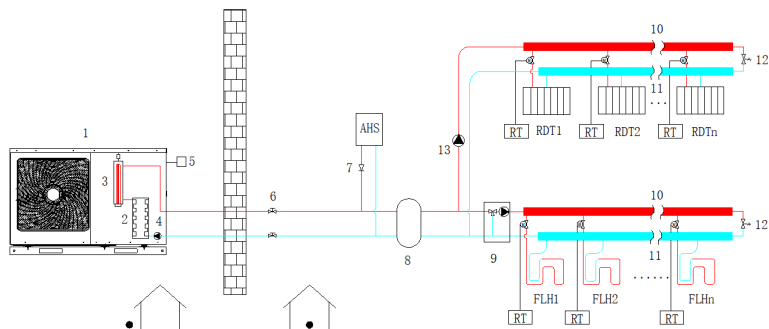 10
12
11
RDT1
RDT2
...
RDTn
RT
RT
RT
13
AHS
7
1
5
3
2
4
6
8
9
10
12
11
FLH1
FLH2
......
FLHn
RT
RT
RT